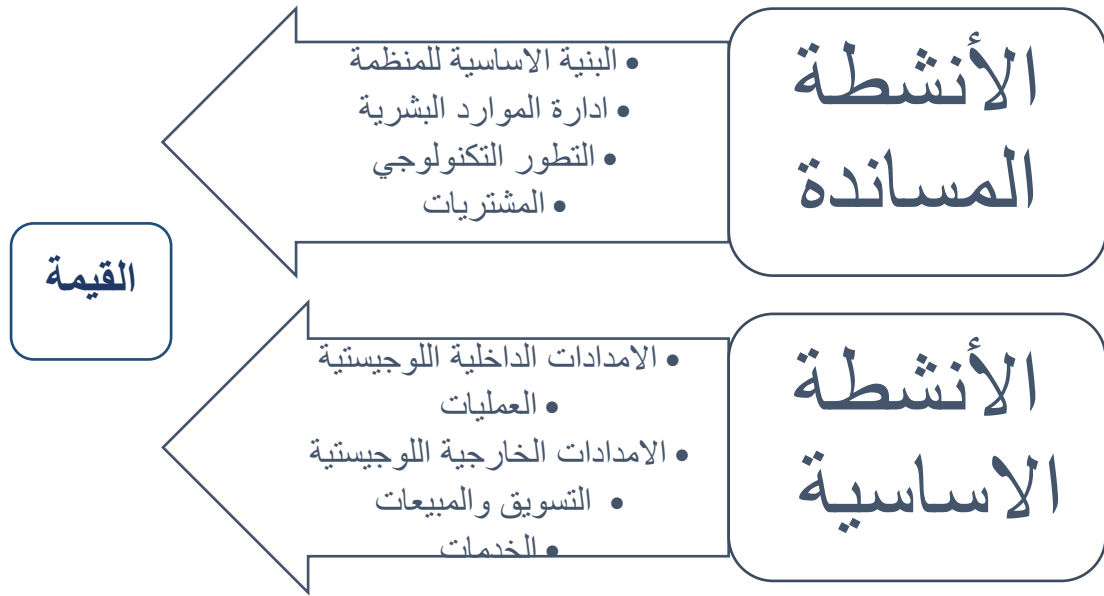 الأنشطة
المساندة
• البنية الاساسية للمنظمة
• ادارة الموارد البشرية
• التطور التكنولوجي
• المشتريات
القيمة
الأنشطة
الاساسية
• الامدادات الداخلية اللوجيستية
• العمليات
• الامدادات الخارجية اللوجيستية
• التسويق والمبيعات
• الخدمات